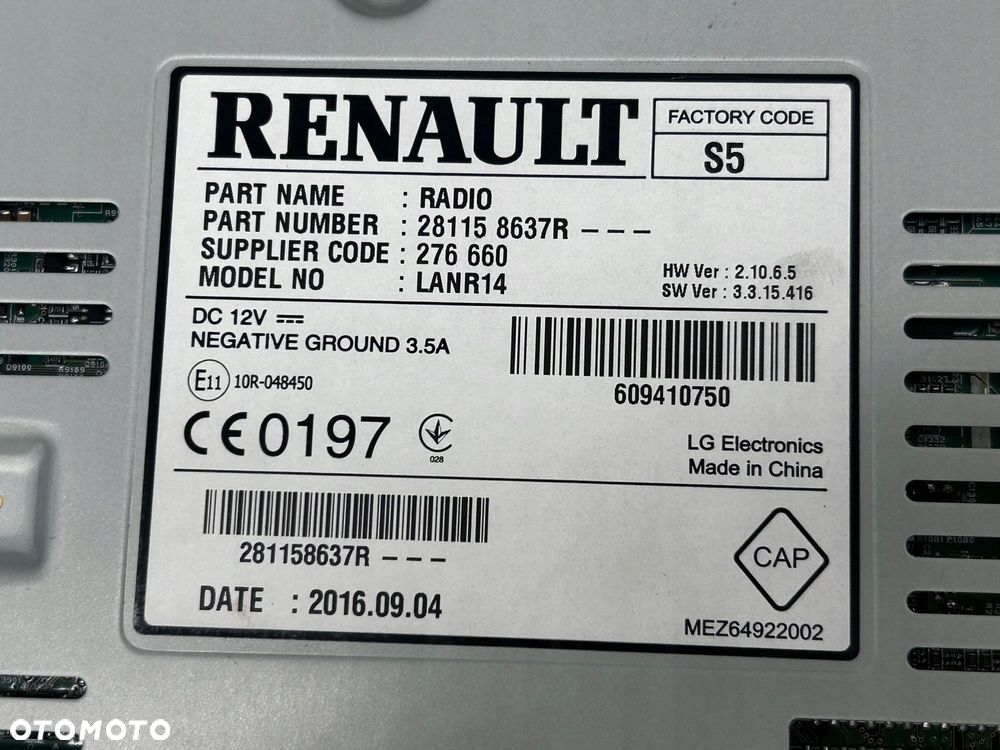 RENAULT
FACTORY CODE
S5
PART NAME : RADIO
PART NUMBER : 28115 8637R – – –
SUPPLIER CODE : 276 660
MODEL NO : LANR14
HW Ver : 2.10.6.5
SW Ver : 3.3.15.416
DC 12V
NEGATIVE GROUND 3.5A
E11 10R-048450
609410750
CE 0197
028
LG Electronics
Made in China
281158637R – – –
CAP
DATE : 2016.09.04
MEZ64922002
OTOMOTO